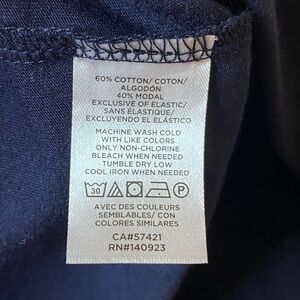 60% COTTON/ COTON/
ALGODÓN
40% MODAL
EXCLUSIVE OF ELASTIC/
SANS ÉLASTIQUE/
EXCLUYENDO EL ELASTICO
MACHINE WASH COLD
WITH LIKE COLORS
ONLY NON-CHLORINE
BLEACH WHEN NEEDED
TUMBLE DRY LOW
COOL IRON WHEN NEEDED
30 P
AVEC DES COULEURS
SEMBLABLES/ CON
COLORES SIMILARES
CA#57421
RN#140923